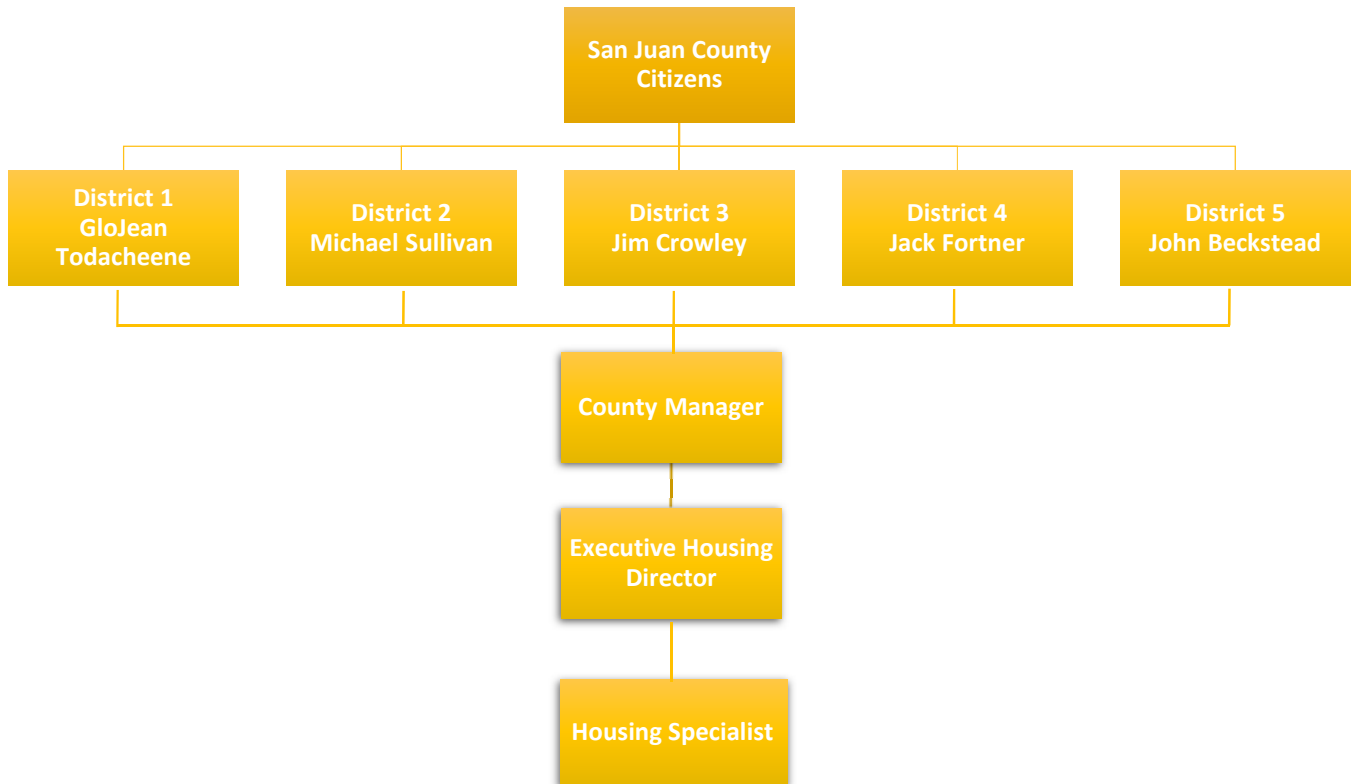 San Juan County
Citizens
District 1
GloJean
Todacheene
District 2
Michael Sullivan
District 3
Jim Crowley
District 4
Jack Fortner
District 5
John Beckstead
County Manager
Executive Housing
Director
Housing Specialist